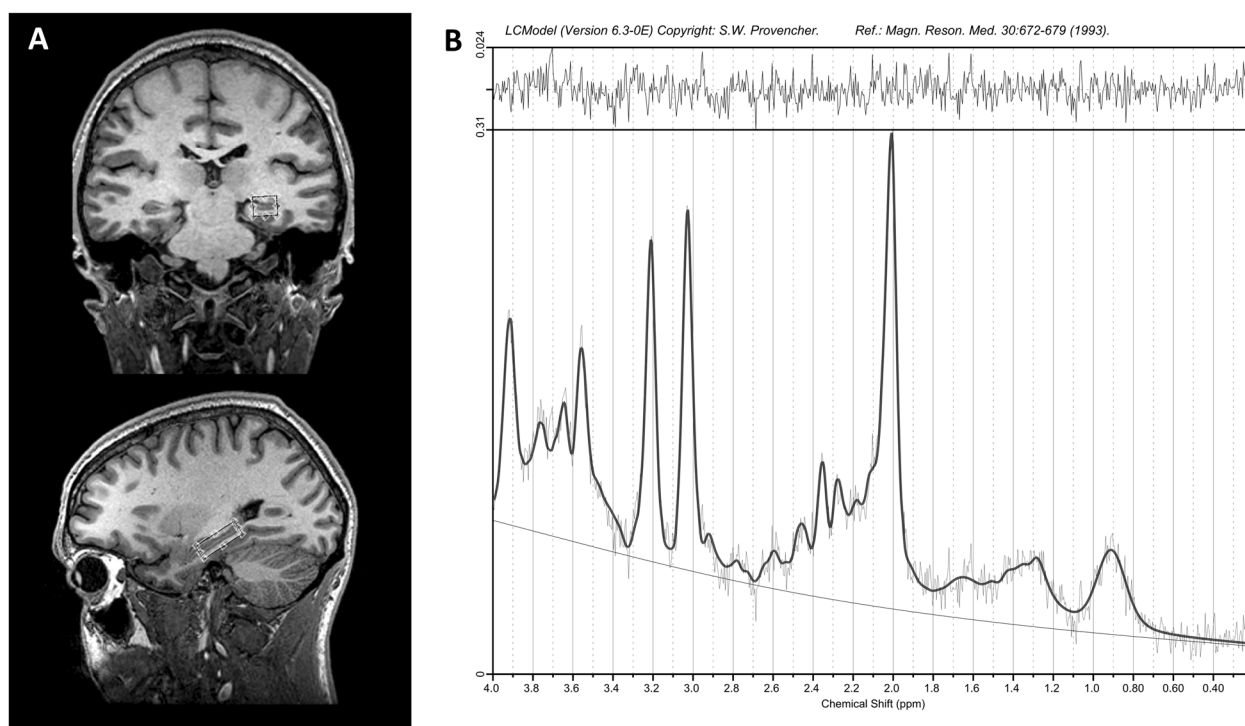 A
B
LCModel (Version 6.3-0E) Copyright: S.W. Provencher. Ref.: Magn. Reson. Med. 30:672-679 (1993).
0.024
0.31
0
4.0 3.8 3.6 3.4 3.2 3.0 2.8 2.6 2.4 2.2 2.0 1.8 1.6 1.4 1.2 1.0 0.80 0.60 0.40
Chemical Shift (ppm)